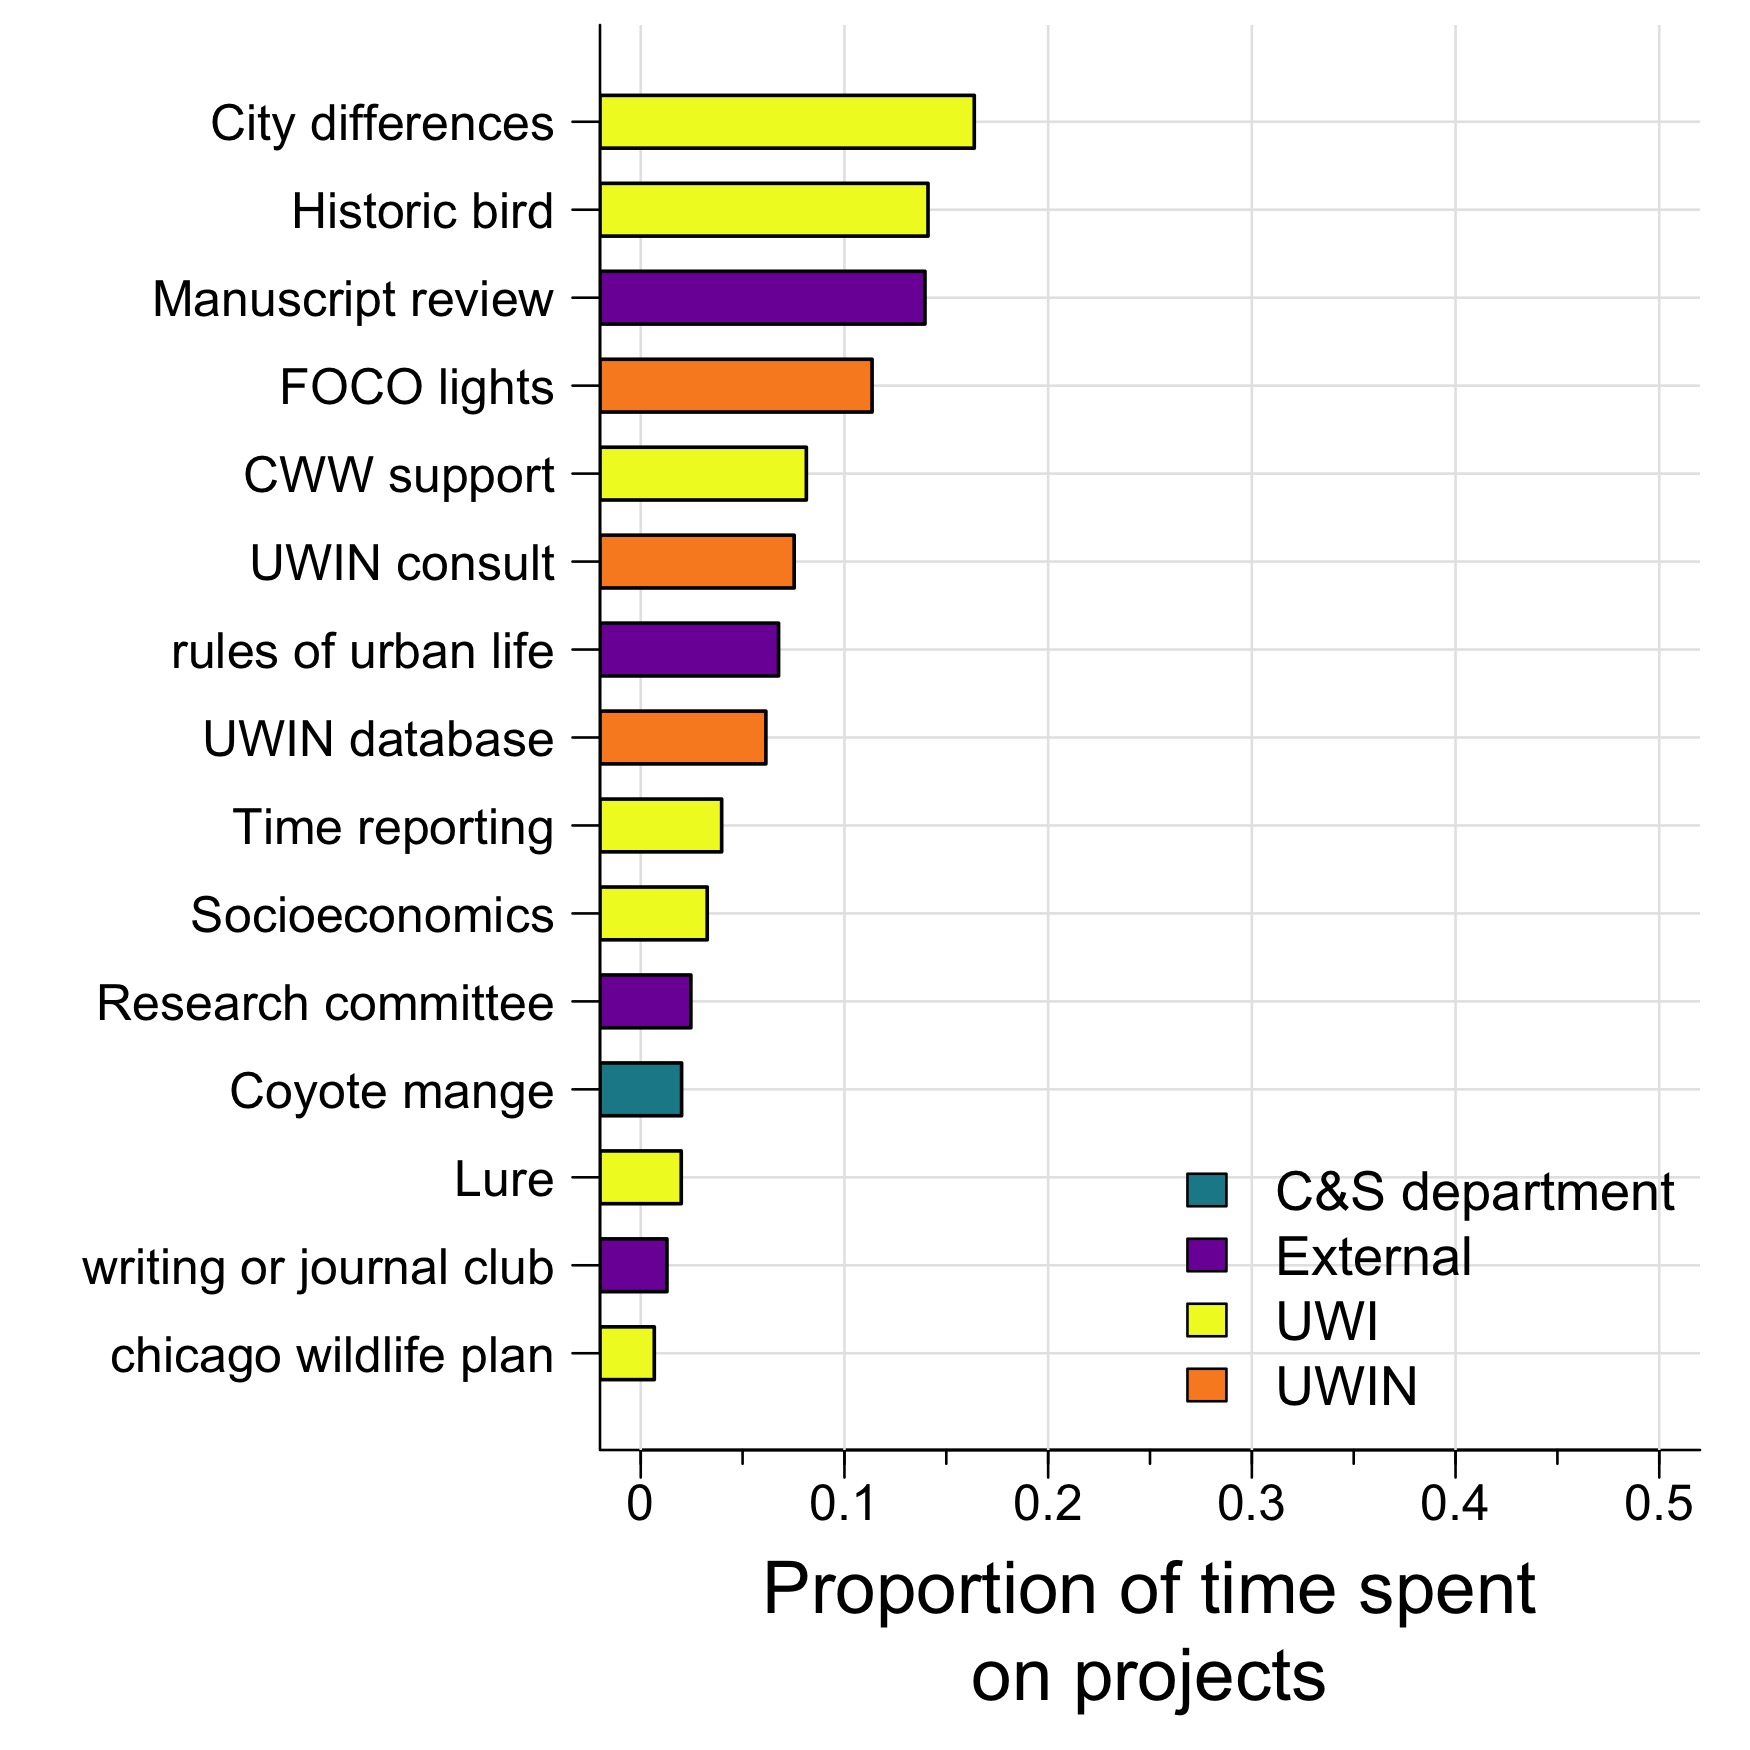 City differences
Historic bird
Manuscript review
FOCO lights
CWW support
UWIN consult
rules of urban life
UWIN database
Time reporting
Socioeconomics
Research committee
Coyote mange
Lure
writing or journal club
chicago wildlife plan
C&S department
External
UWI
UWIN
0 0.1 0.2 0.3 0.4 0.5
Proportion of time spent
on projects